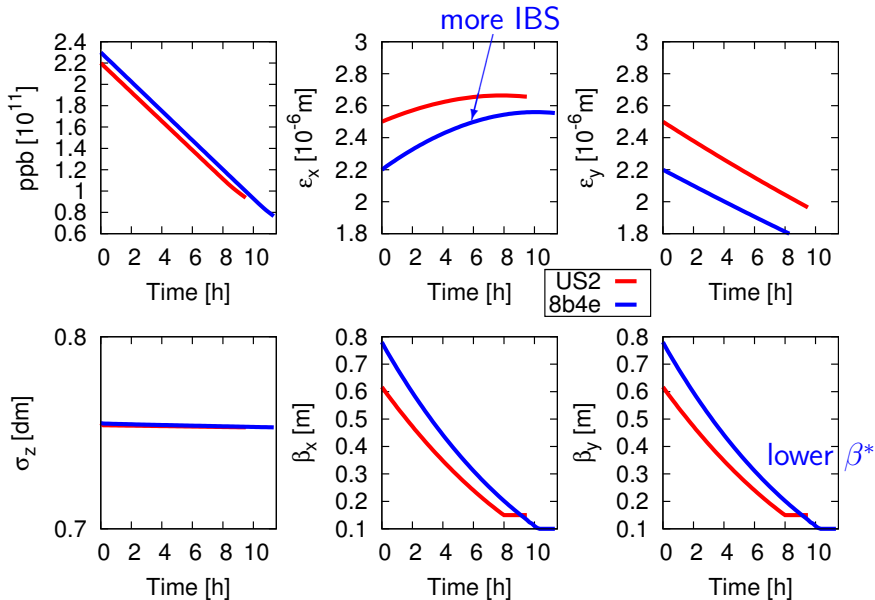 more IBS
ppb [10^11]
2.4
2.2
2
1.8
1.6
1.4
1.2
1
0.8
0.6
0 2 4 6 8 10
Time [h]
ε_x [10^-6 m]
3
2.8
2.6
2.4
2.2
2
1.8
0 2 4 6 8 10
Time [h]
ε_y [10^-6 m]
3
2.8
2.6
2.4
2.2
2
1.8
0 2 4 6 8 10
Time [h]
US2
8b4e
σ_z [dm]
0.8
0.7
0 2 4 6 8 10
Time [h]
β_x [m]
0.8
0.7
0.6
0.5
0.4
0.3
0.2
0.1
0 2 4 6 8 10
Time [h]
β_y [m]
0.8
0.7
0.6
0.5
0.4
0.3
0.2
0.1
0 2 4 6 8 10
Time [h]
lower β*